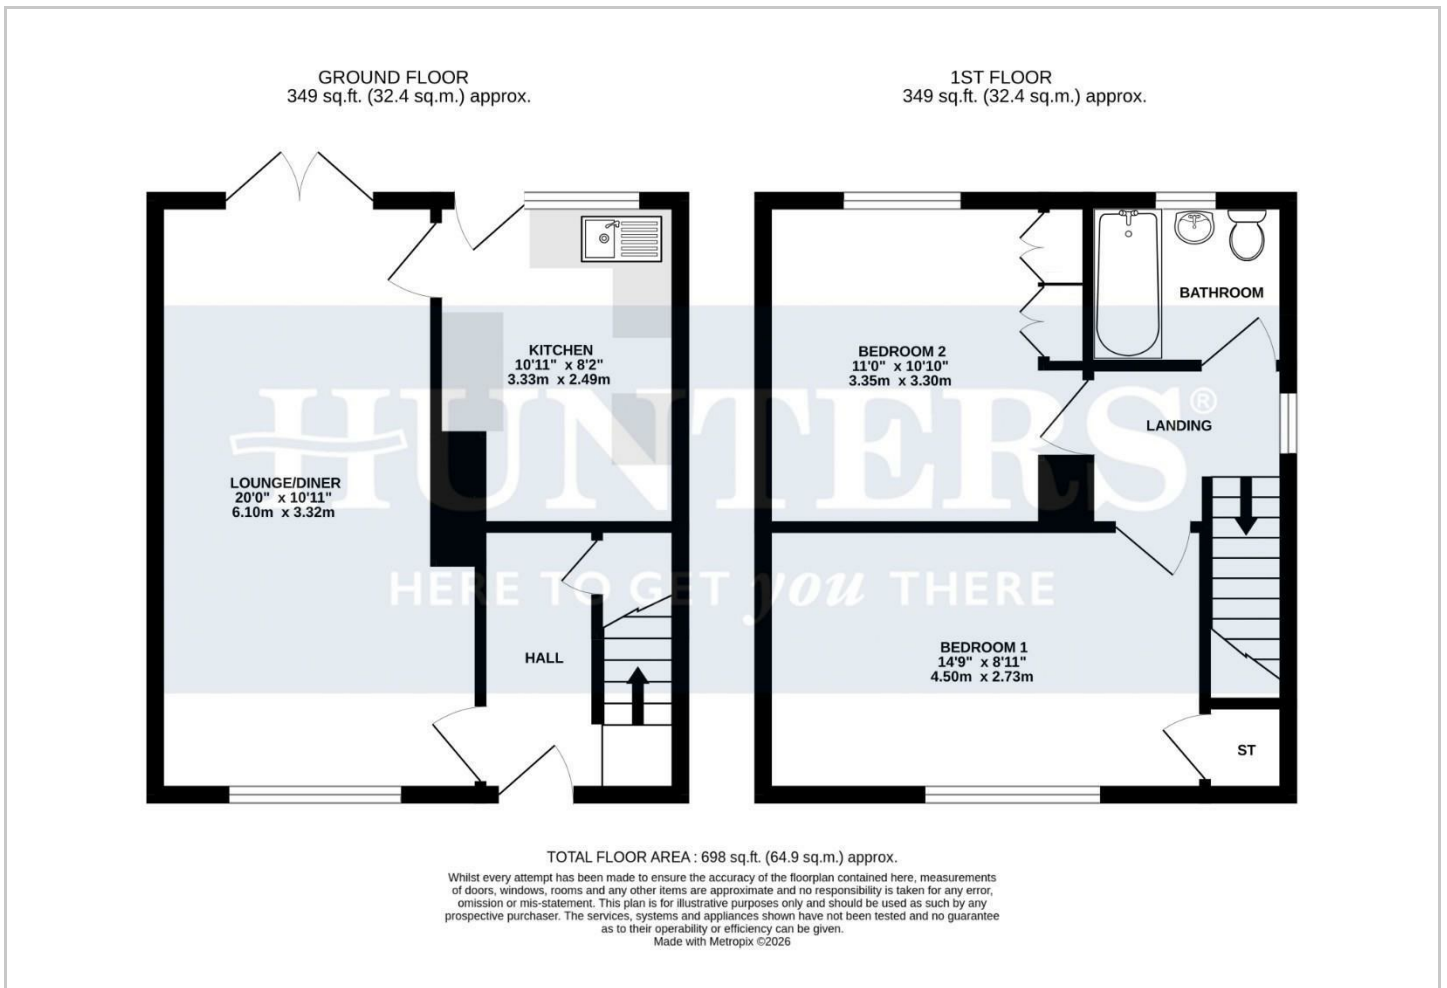 GROUND FLOOR
349 sq.ft. (32.4 sq.m.) approx.
1ST FLOOR
349 sq.ft. (32.4 sq.m.) approx.
KITCHEN
10'11" x 8'2"
3.33m x 2.49m
LOUNGE/DINER
20'0" x 10'11"
6.10m x 3.32m
HALL
BATHROOM
BEDROOM 2
11'0" x 10'10"
3.35m x 3.30m
LANDING
BEDROOM 1
14'9" x 8'11"
4.50m x 2.73m
ST
HUNTERS®
HERE TO GET you THERE
TOTAL FLOOR AREA : 698 sq.ft. (64.9 sq.m.) approx.
Whilst every attempt has been made to ensure the accuracy of the floorplan contained here, measurements
of doors, windows, rooms and any other items are approximate and no responsibility is taken for any error,
omission or mis-statement. This plan is for illustrative purposes only and should be used as such by any
prospective purchaser. The services, systems and appliances shown have not been tested and no guarantee
as to their operability or efficiency can be given.
Made with Metropix ©2026